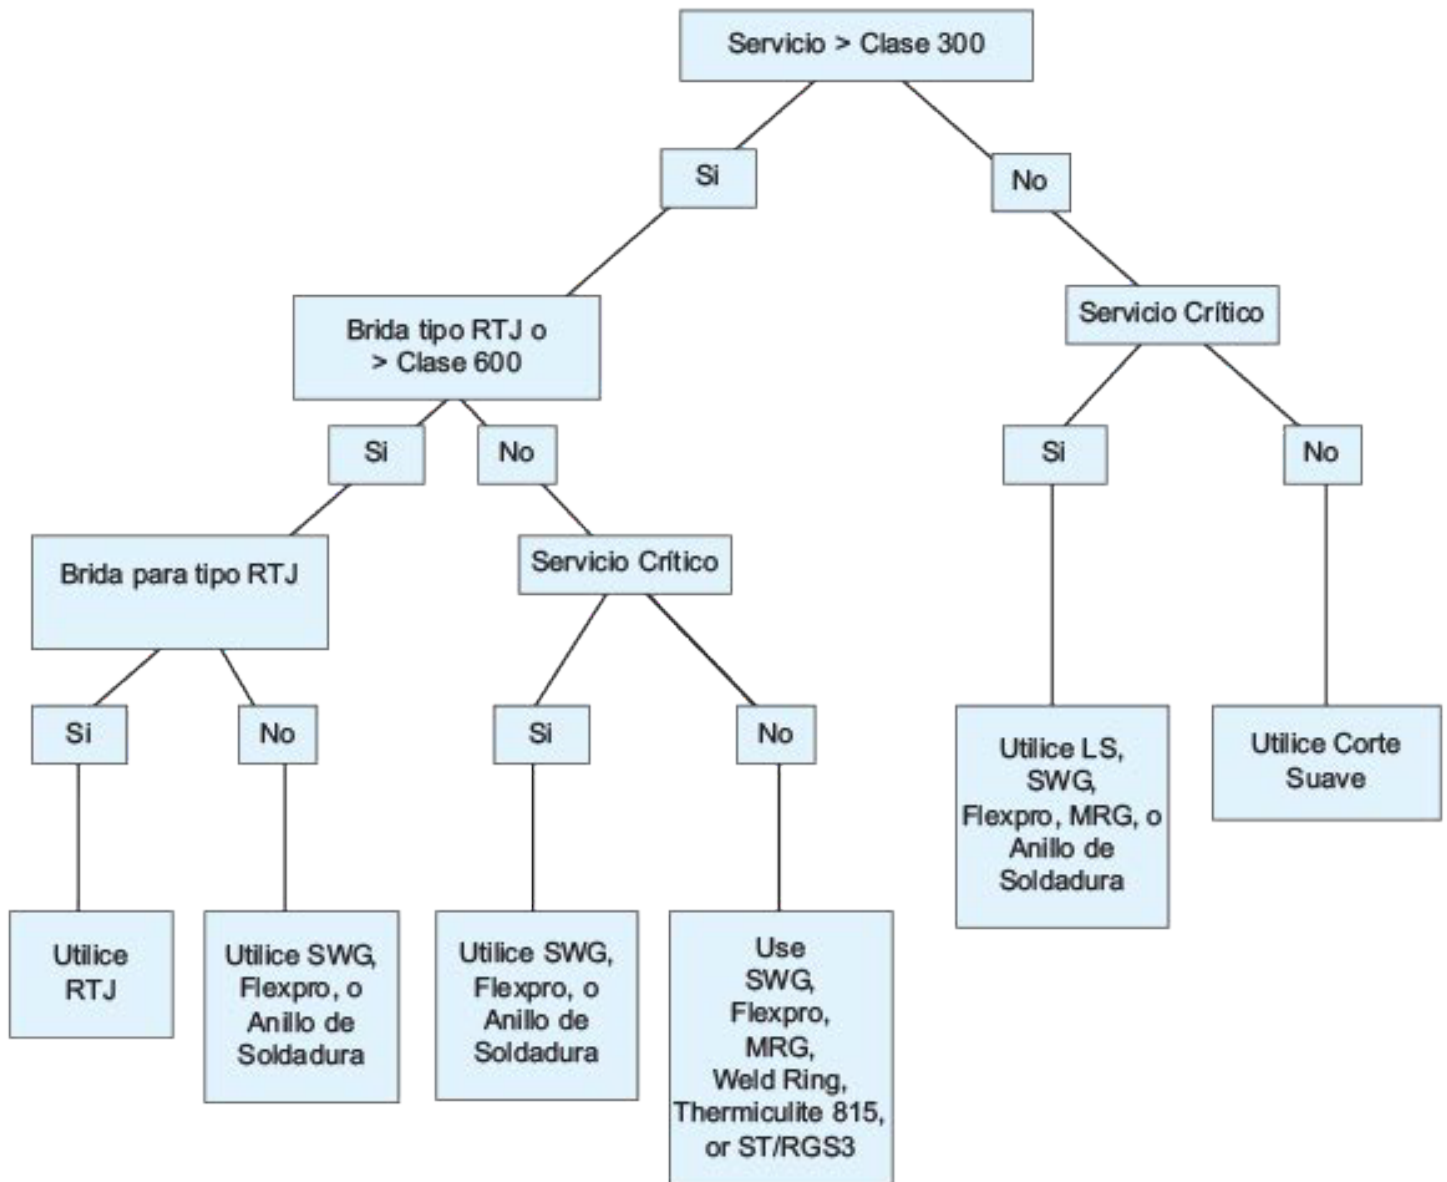 Servicio > Clase 300
Si
No
Brida tipo RTJ o
> Clase 600
Servicio Crítico
Si
No
Si
No
Brida para tipo RTJ
Servicio Crítico
Si
No
Si
No
Utilice LS,
SWG,
Flexpro, MRG, o
Anillo de
Soldadura
Utilice Corte
Suave
Utilice
RTJ
Utilice SWG,
Flexpro, o
Anillo de
Soldadura
Utilice SWG,
Flexpro, o
Anillo de
Soldadura
Use
SWG,
Flexpro,
MRG,
Weld Ring,
Thermiculite 815,
or ST/RGS3